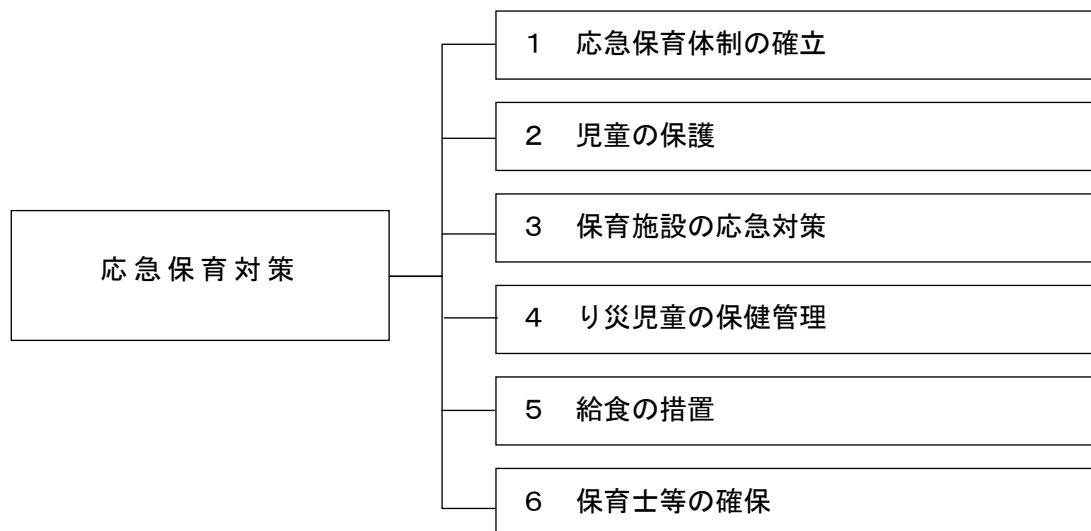 1 応急保育体制の確立
2 児童の保護
3 保育施設の応急対策
応急保育対策
4 り災児童の保健管理
5 給食の措置
6 保育士等の確保